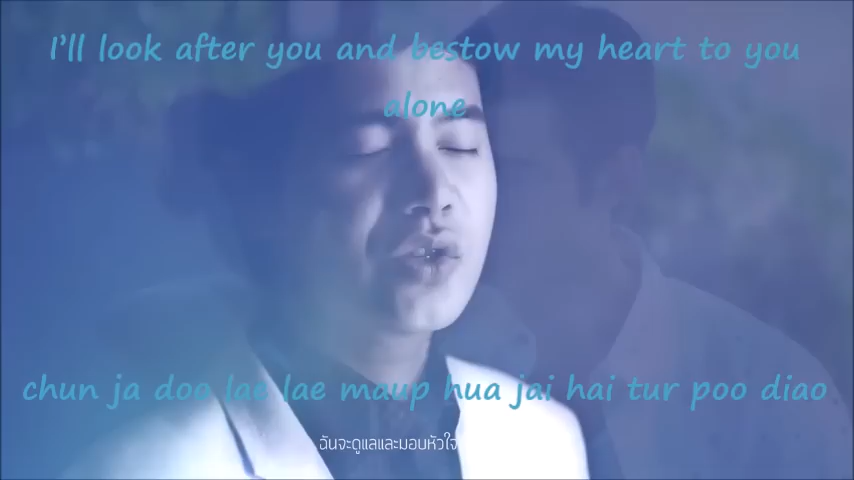 I'll look after you and bestow my heart to you
alone
chun ja doo lae lae maup hua jai hai tur poo diao
ฉันจะดูแลและมอบหัวใจ